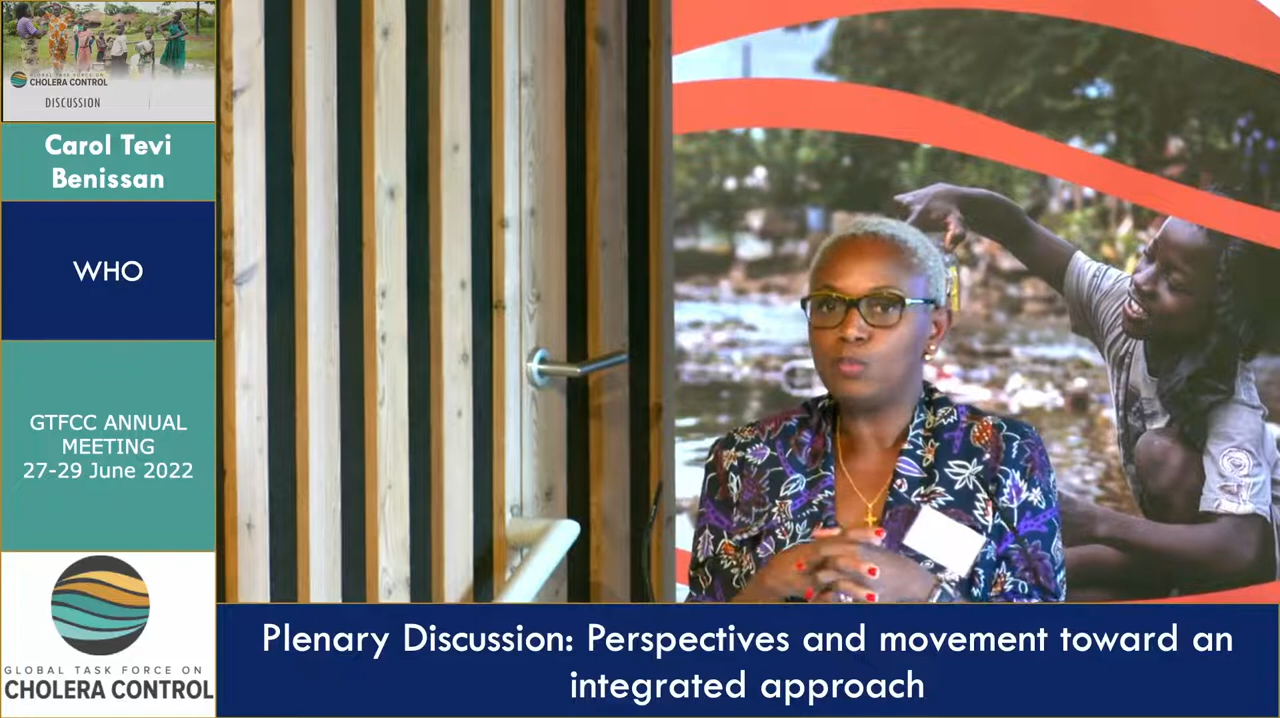 GLOBAL TASK FORCE ON
CHOLERA CONTROL
DISCUSSION
Carol Tevi
Benissan
WHO
GTFCC ANNUAL
MEETING
27-29 June 2022
GLOBAL TASK FORCE ON
CHOLERA CONTROL
Plenary Discussion: Perspectives and movement toward an
integrated approach